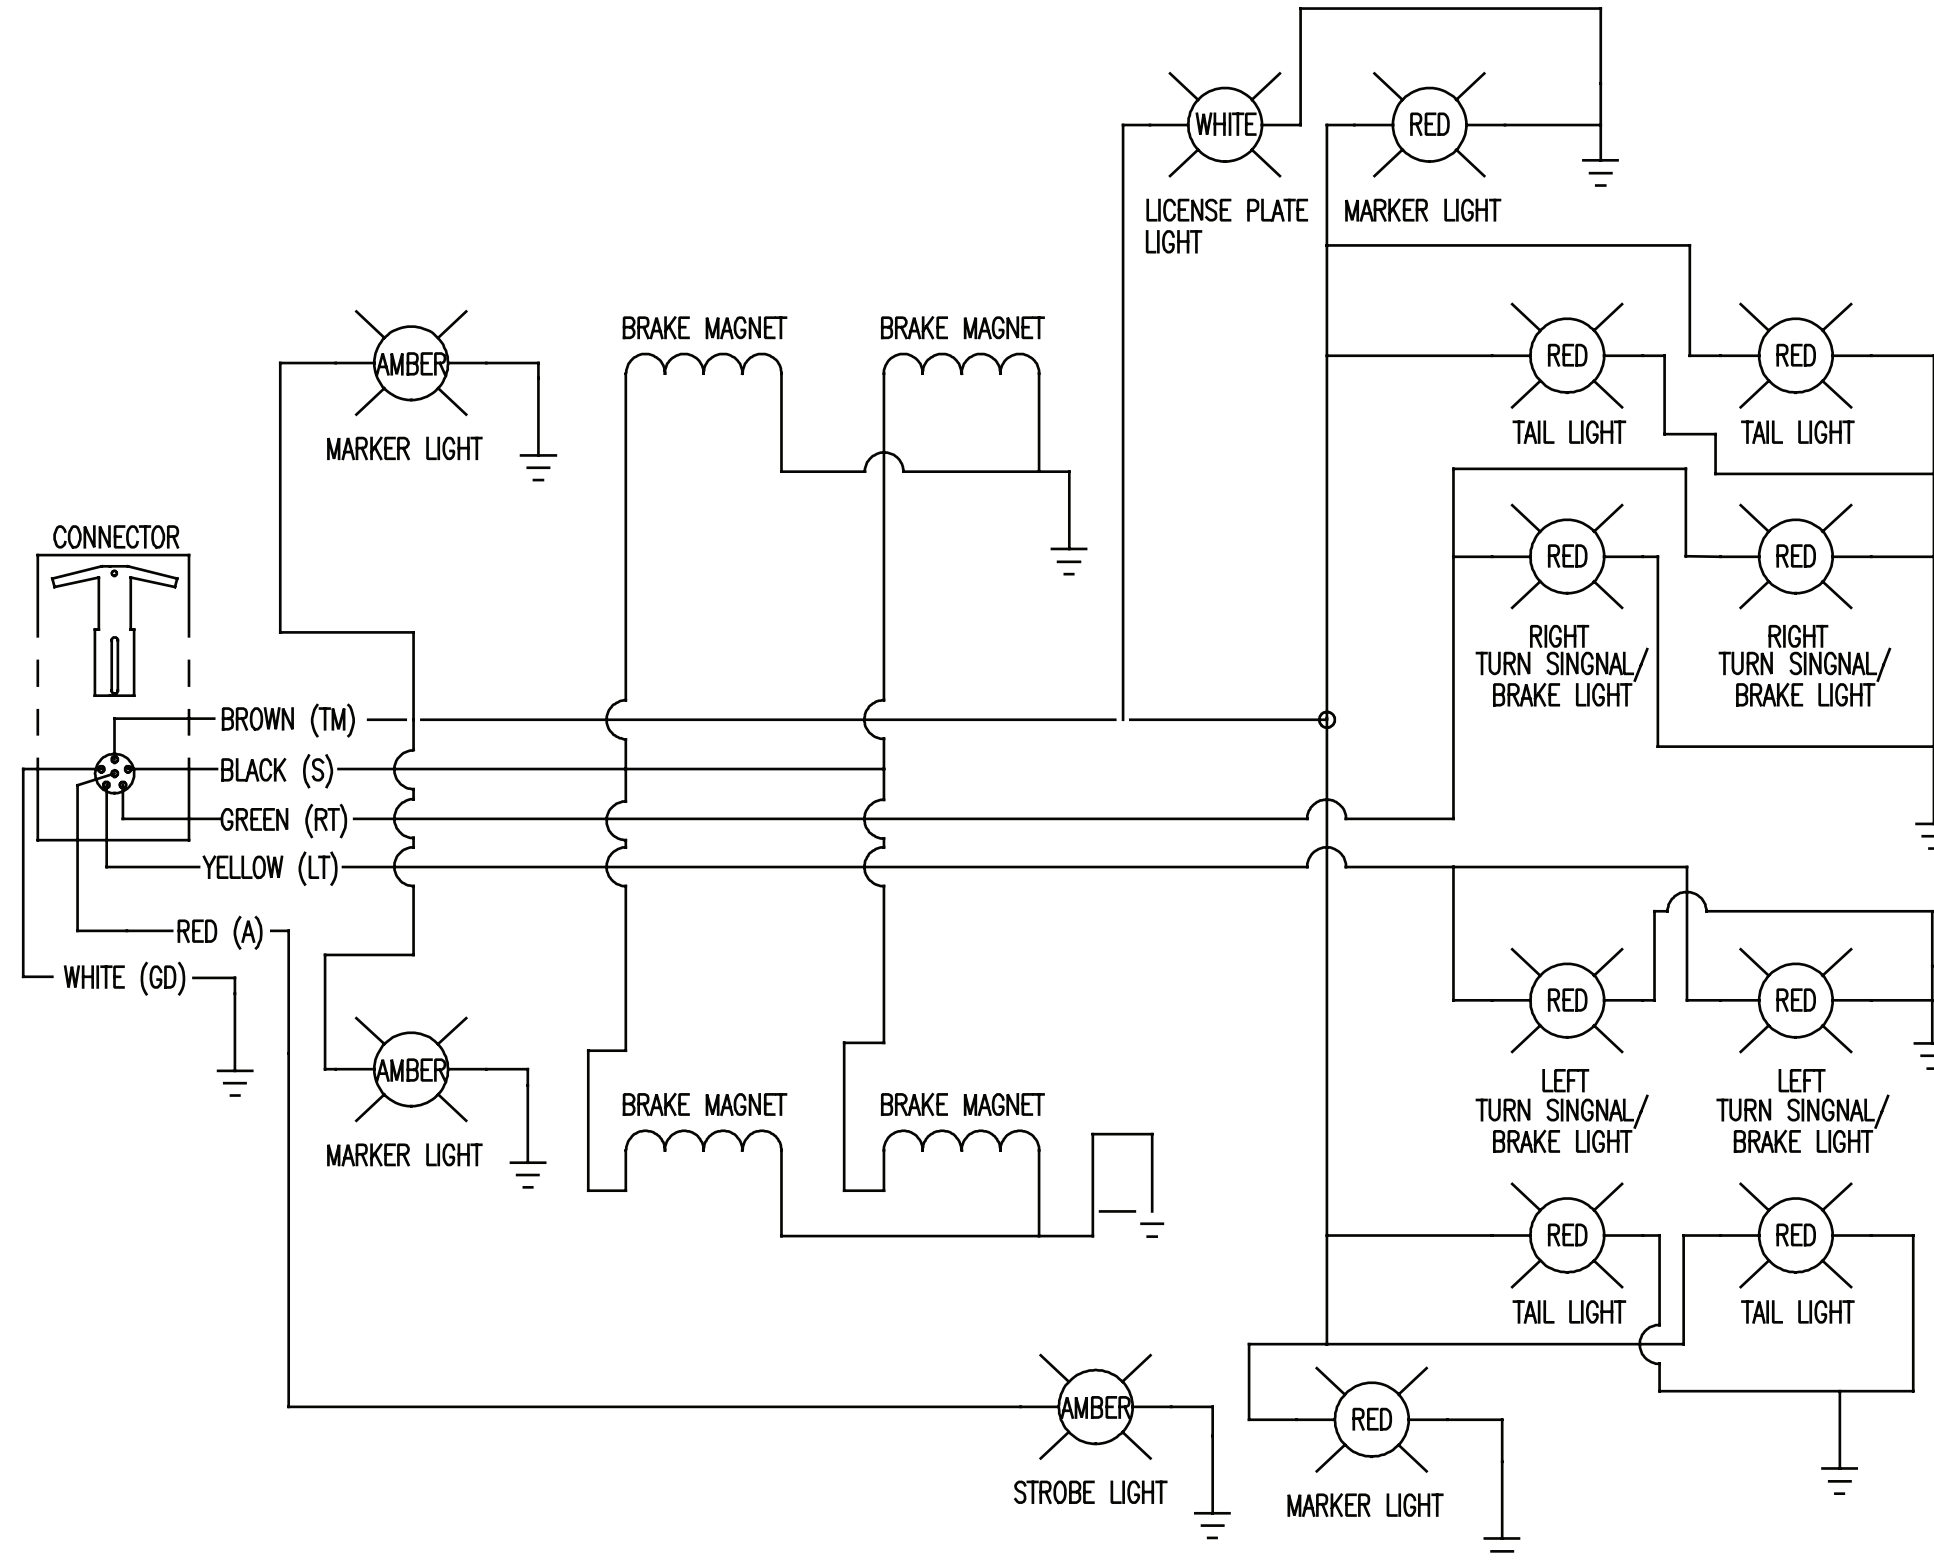 WHITE
RED
LICENSE PLATE
LIGHT
MARKER LIGHT
AMBER
MARKER LIGHT
BRAKE MAGNET
BRAKE MAGNET
RED
TAIL LIGHT
RED
TAIL LIGHT
CONNECTOR
RED
RIGHT
TURN SINGNAL/
BRAKE LIGHT
RED
RIGHT
TURN SINGNAL/
BRAKE LIGHT
BROWN (TM)
BLACK (S)
GREEN (RT)
YELLOW (LT)
RED (A)
WHITE (GD)
AMBER
MARKER LIGHT
BRAKE MAGNET
BRAKE MAGNET
RED
LEFT
TURN SINGNAL/
BRAKE LIGHT
RED
LEFT
TURN SINGNAL/
BRAKE LIGHT
RED
TAIL LIGHT
RED
TAIL LIGHT
AMBER
STROBE LIGHT
RED
MARKER LIGHT